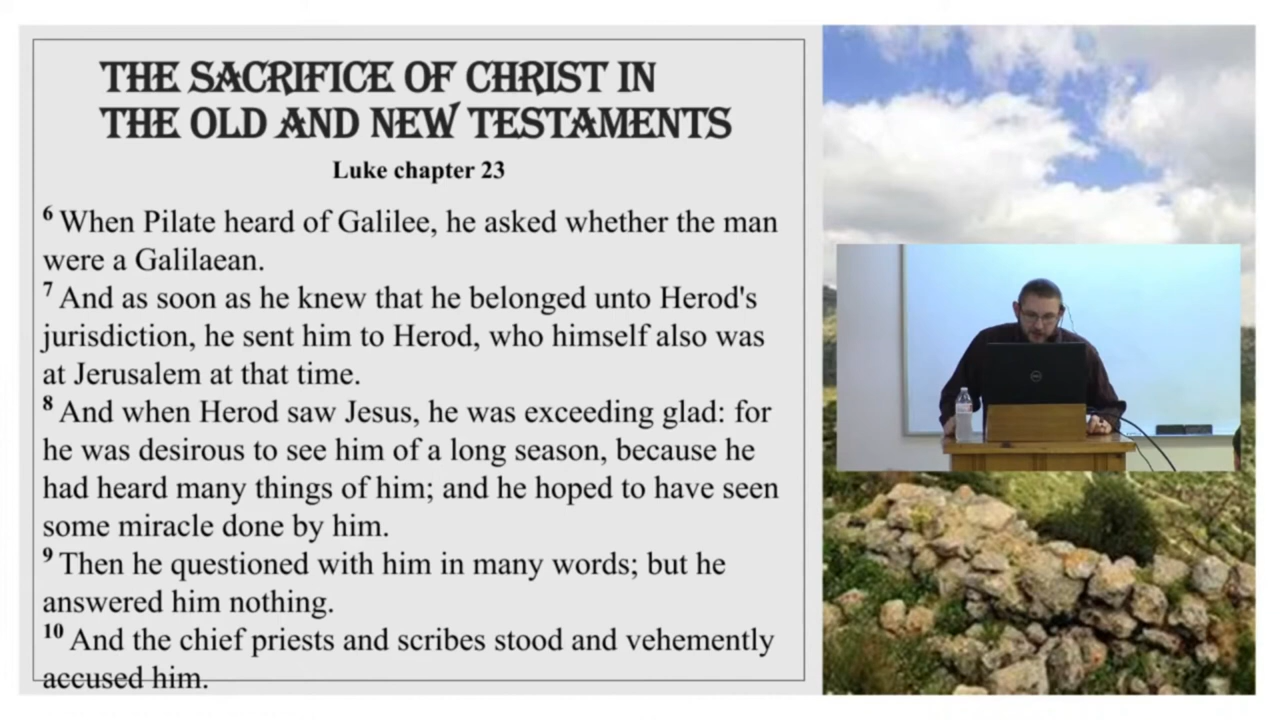 THE SACRIFICE OF CHRIST IN
THE OLD AND NEW TESTAMENTS
Luke chapter 23
6 When Pilate heard of Galilee, he asked whether the man
were a Galilaean.
7 And as soon as he knew that he belonged unto Herod's
jurisdiction, he sent him to Herod, who himself also was
at Jerusalem at that time.
8 And when Herod saw Jesus, he was exceeding glad: for
he was desirous to see him of a long season, because he
had heard many things of him; and he hoped to have seen
some miracle done by him.
9 Then he questioned with him in many words; but he
answered him nothing.
10 And the chief priests and scribes stood and vehemently
accused him.